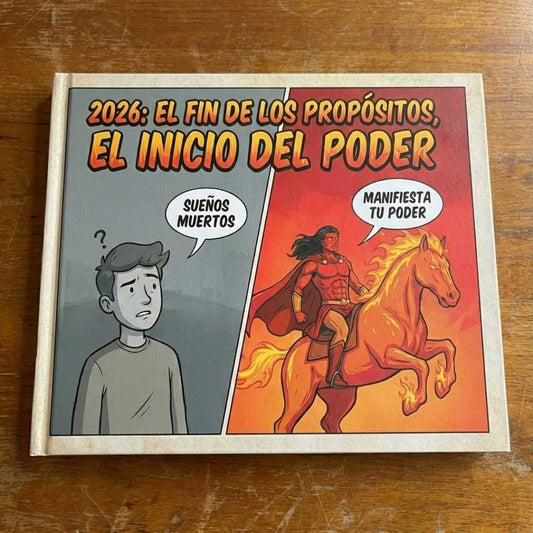 2026: EL FIN DE LOS PROPÓSITOS,
EL INICIO DEL PODER
SUEÑOS
MUERTOS
MANIFIESTA
TU PODER
?